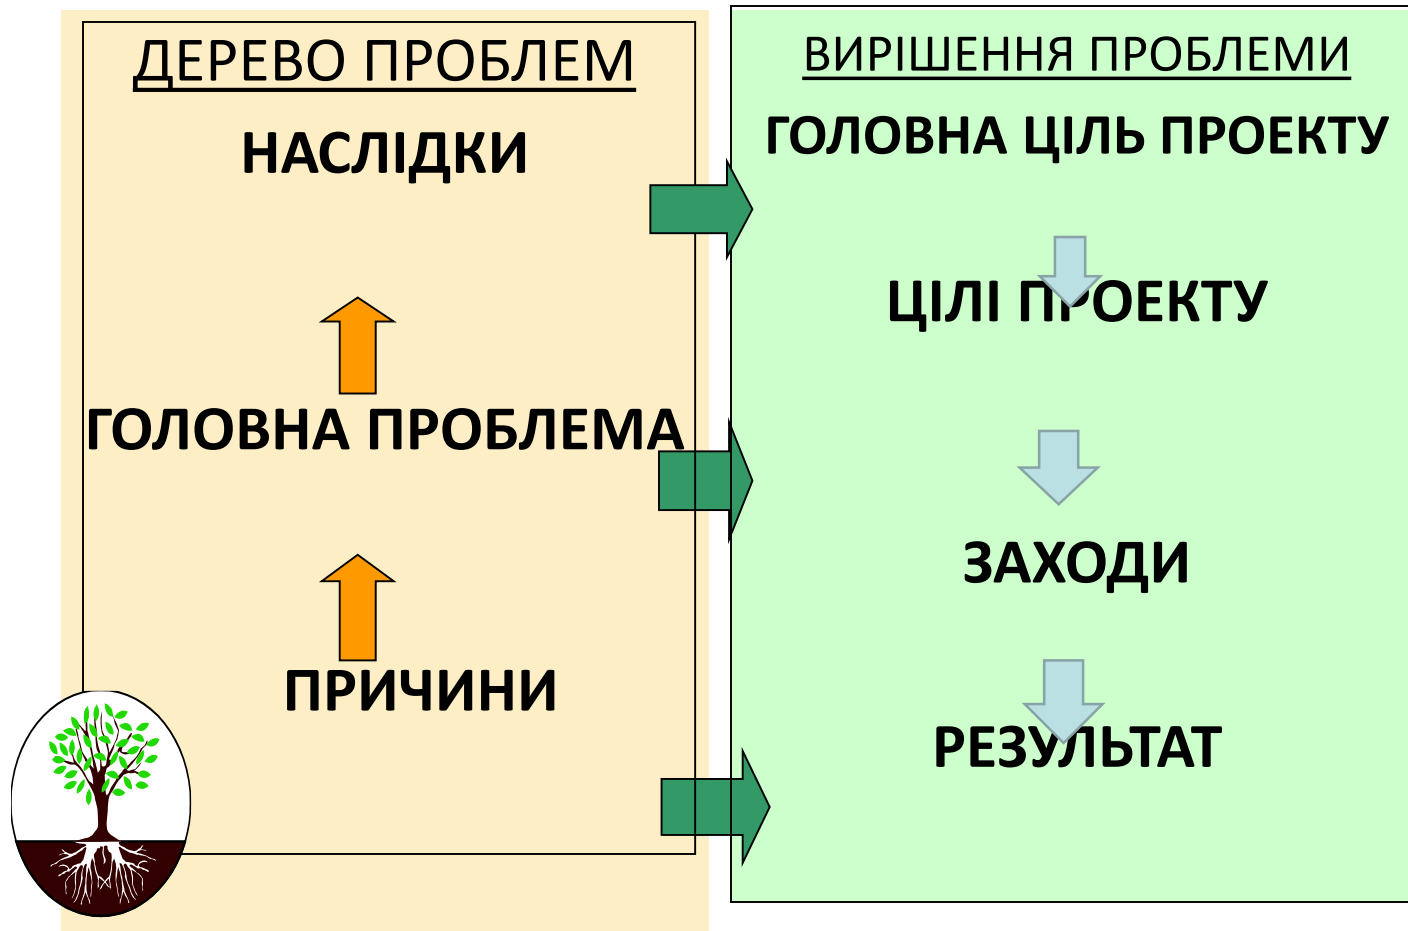 ДЕРЕВО ПРОБЛЕМ
НАСЛІДКИ
ГОЛОВНА ПРОБЛЕМА
ПРИЧИНИ
ВИРІШЕННЯ ПРОБЛЕМИ
ГОЛОВНА ЦІЛЬ ПРОЕКТУ
ЦІЛІ ПРОЕКТУ
ЗАХОДИ
РЕЗУЛЬТАТ